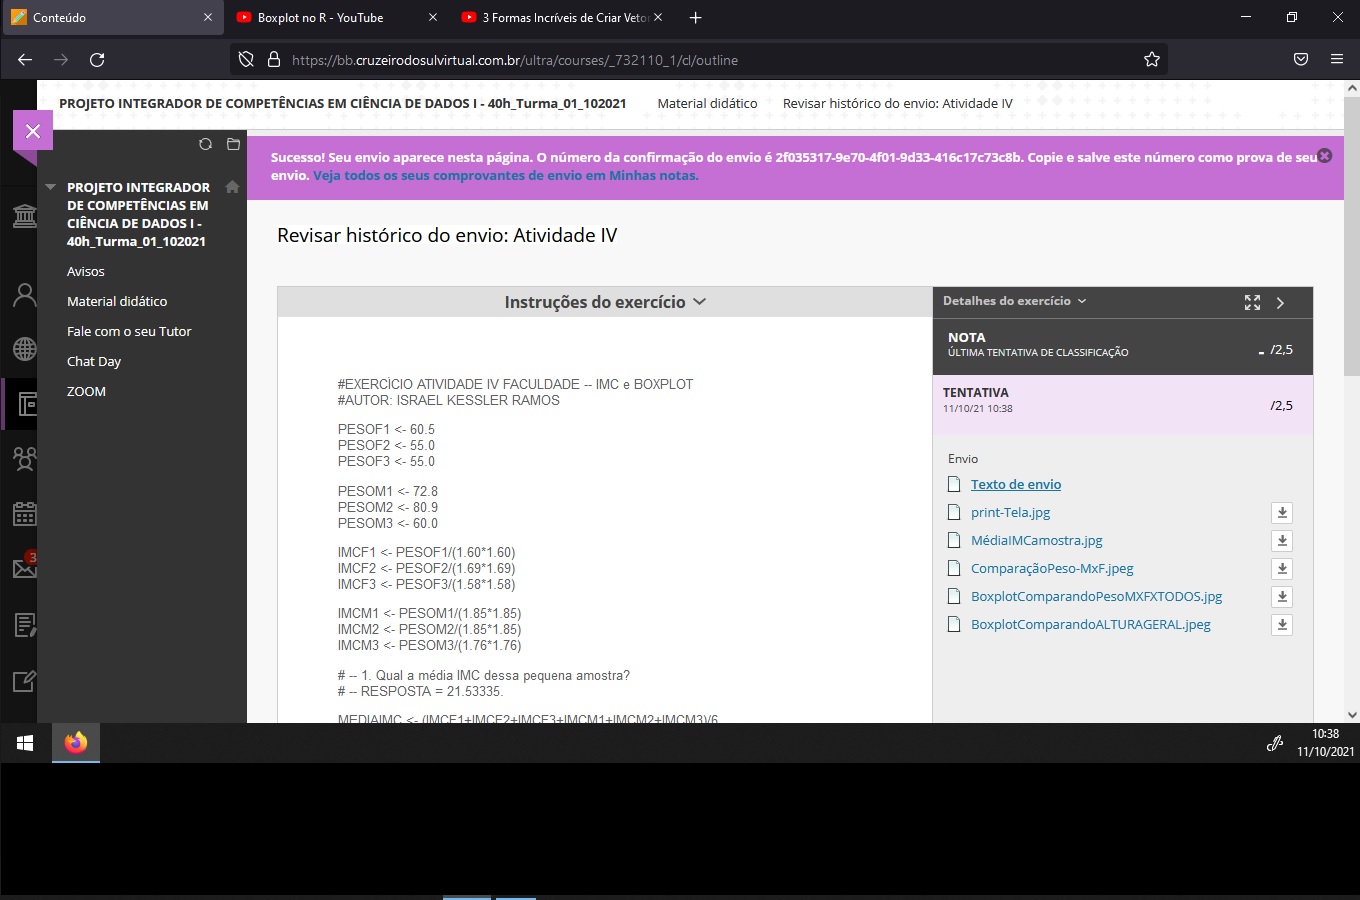 Conteúdo
Boxplot no R - YouTube
3 Formas Incríveis de Criar Veto
https://bb.cruzeirodosulvirtual.com.br/ultra/courses/_732110_1/cl/outline
PROJETO INTEGRADOR DE COMPETÊNCIAS EM CIÊNCIA DE DADOS I - 40h_Turma_01_102021
Material didático
Revisar histórico do envio: Atividade IV
PROJETO INTEGRADOR
DE COMPETÊNCIAS EM
CIÊNCIA DE DADOS I -
40h_Turma_01_102021
Avisos
Material didático
Fale com o seu Tutor
Chat Day
ZOOM
3
Sucesso! Seu envio aparece nesta página. O número da confirmação do envio é 2f035317-9e70-4f01-9d33-416c17c73c8b. Copie e salve este número como prova de seu
envio. Veja todos os seus comprovantes de envio em Minhas notas.
Revisar histórico do envio: Atividade IV
Instruções do exercício
#EXERCÌCIO ATIVIDADE IV FACULDADE -- IMC e BOXPLOT
#AUTOR: ISRAEL KESSLER RAMOS
PESOF1 <- 60.5
PESOF2 <- 55.0
PESOF3 <- 55.0
PESOM1 <- 72.8
PESOM2 <- 80.9
PESOM3 <- 60.0
IMCF1 <- PESOF1/(1.60*1.60)
IMCF2 <- PESOF2/(1.69*1.69)
IMCF3 <- PESOF3/(1.58*1.58)
IMCM1 <- PESOM1/(1.85*1.85)
IMCM2 <- PESOM2/(1.85*1.85)
IMCM3 <- PESOM3/(1.76*1.76)
# -- 1. Qual a média IMC dessa pequena amostra?
# -- RESPOSTA = 21.53335.
MEDIAIMC <- (IMCF1+IMCF2+IMCF3+IMCM1+IMCM2+IMCM3)/6
Detalhes do exercício
NOTA
ÚLTIMA TENTATIVA DE CLASSIFICAÇÃO
- /2,5
TENTATIVA
11/10/21 10:38
/2,5
Envio
Texto de envio
print-Tela.jpg
MédiaIMCamostra.jpg
ComparaçãoPeso-MxF.jpeg
BoxplotComparandoPesoMXFXTODOS.jpg
BoxplotComparandoALTURAGERAL.jpeg
10:38
11/10/2021